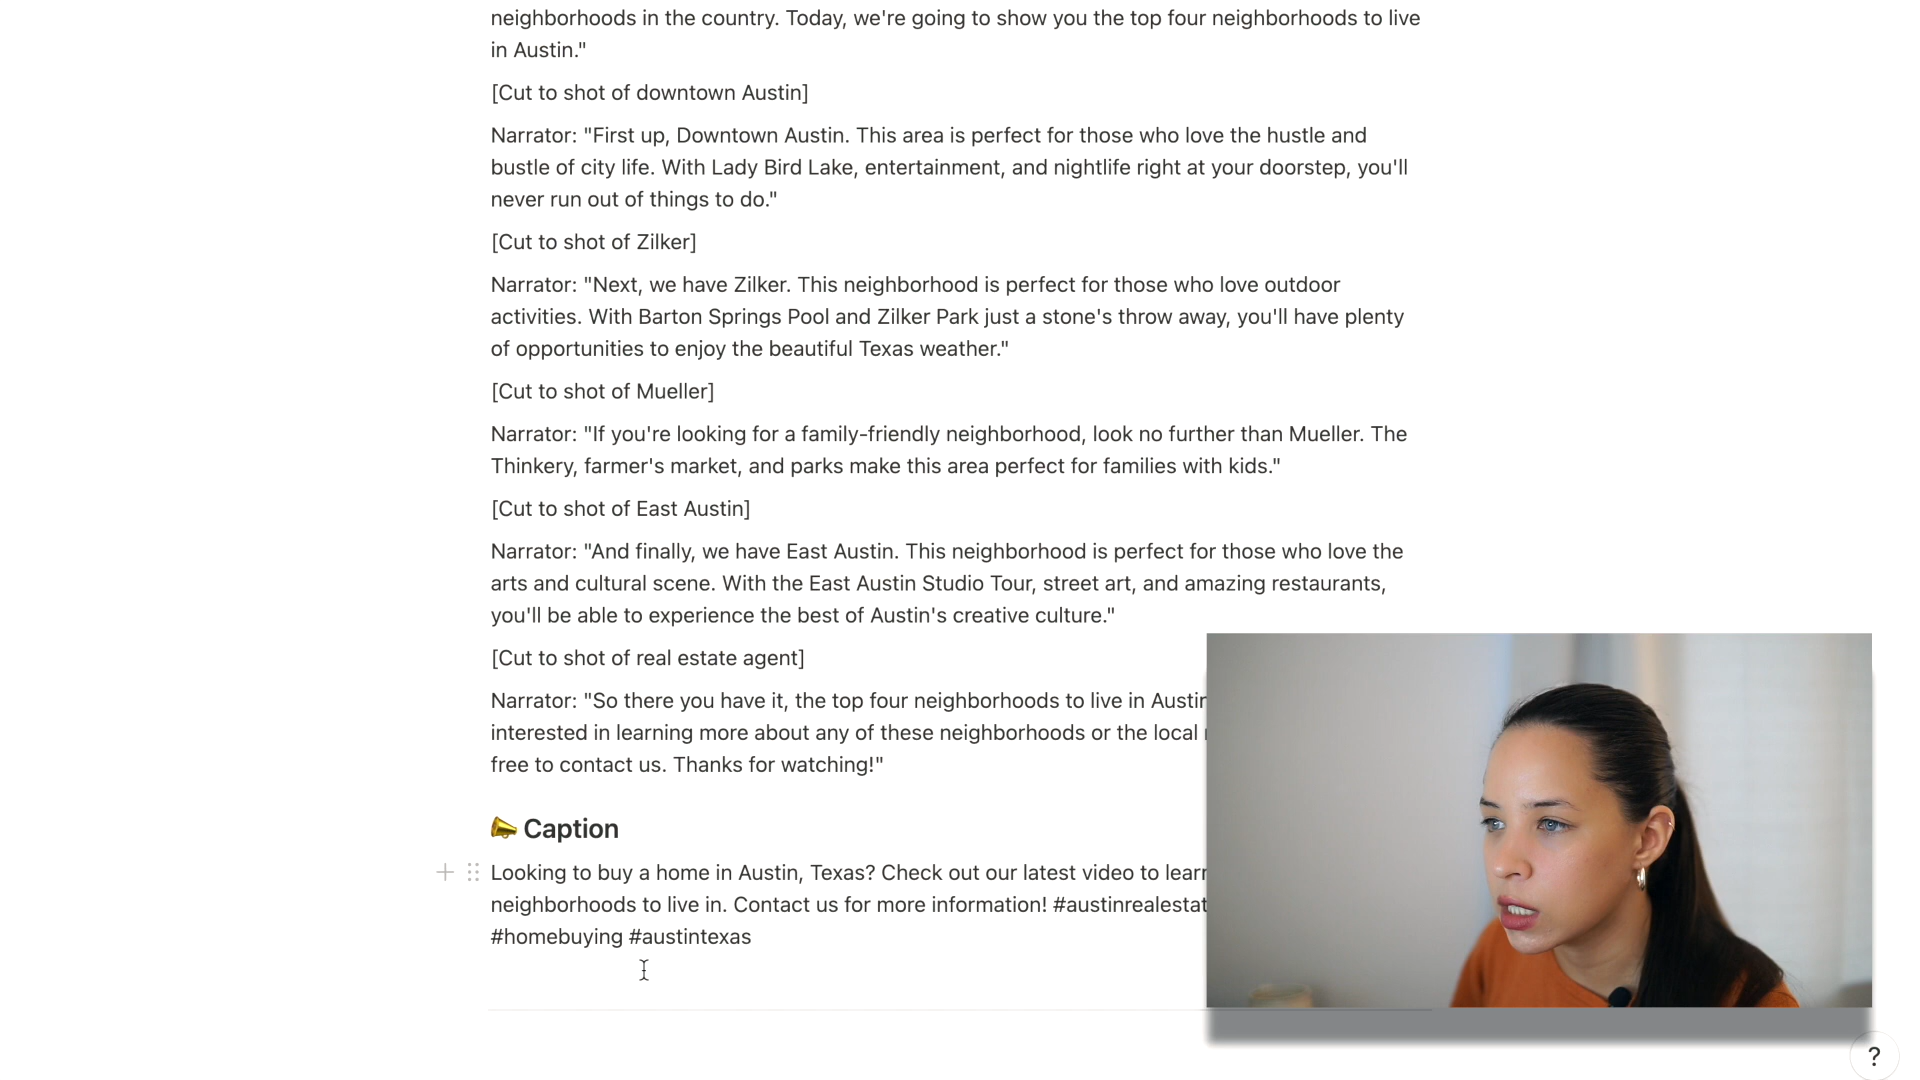 neighborhoods in the country. Today, we're going to show you the top four neighborhoods to live
in Austin."
[Cut to shot of downtown Austin]
Narrator: "First up, Downtown Austin. This area is perfect for those who love the hustle and
bustle of city life. With Lady Bird Lake, entertainment, and nightlife right at your doorstep, you'll
never run out of things to do."
[Cut to shot of Zilker]
Narrator: "Next, we have Zilker. This neighborhood is perfect for those who love outdoor
activities. With Barton Springs Pool and Zilker Park just a stone's throw away, you'll have plenty
of opportunities to enjoy the beautiful Texas weather."
[Cut to shot of Mueller]
Narrator: "If you're looking for a family-friendly neighborhood, look no further than Mueller. The
Thinkery, farmer's market, and parks make this area perfect for families with kids."
[Cut to shot of East Austin]
Narrator: "And finally, we have East Austin. This neighborhood is perfect for those who love the
arts and cultural scene. With the East Austin Studio Tour, street art, and amazing restaurants,
you'll be able to experience the best of Austin's creative culture."
[Cut to shot of real estate agent]
Narrator: "So there you have it, the top four neighborhoods to live in Austin
interested in learning more about any of these neighborhoods or the local
free to contact us. Thanks for watching!"
Caption
Looking to buy a home in Austin, Texas? Check out our latest video to learn
neighborhoods to live in. Contact us for more information! #austinrealestat
#homebuying #austintexas
?